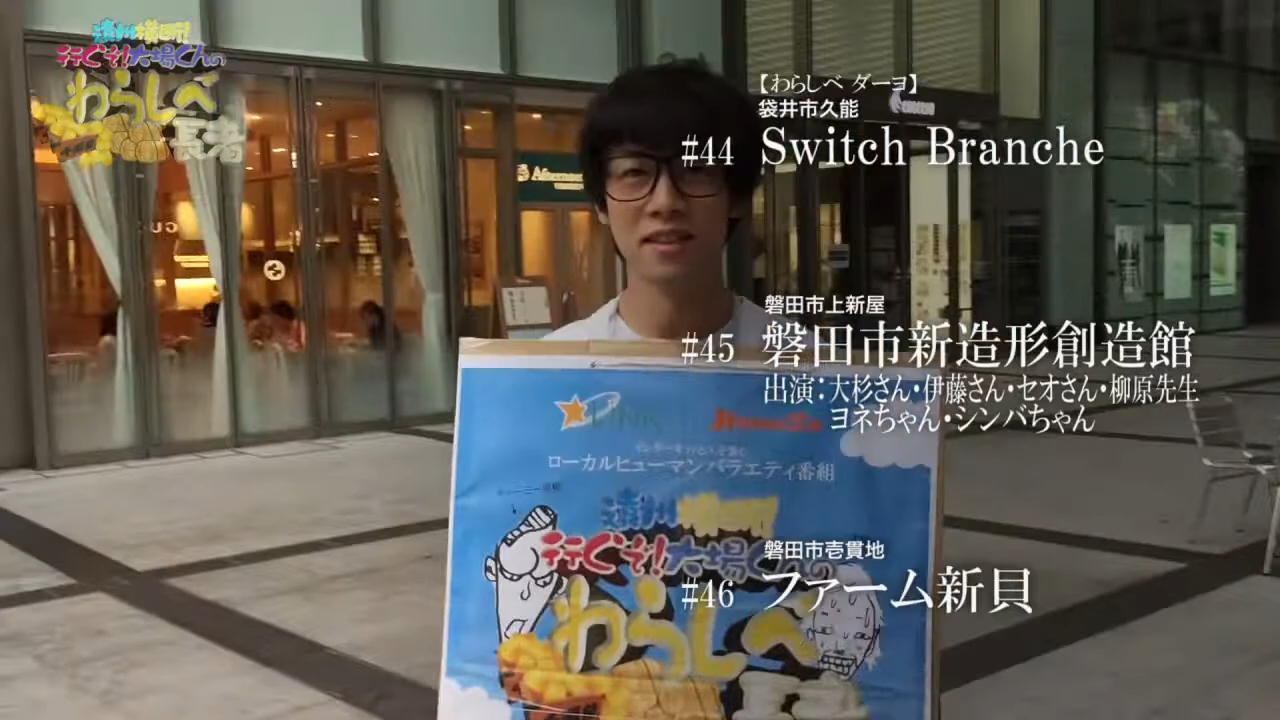 遠州横断!
行くぞ!大場くんの
わらしべ
長者
【わらしべ ダーヨ】
袋井市久能
#44 Switch Branche
磐田市上新屋
#45 磐田市新造形創造館
出演:大杉さん・伊藤さん・セオさん・柳原先生
ヨネちゃん・シンバちゃん
ローカルヒューマンバラエティ番組
遠州横断!
行くぞ!大場くんの
わらしべ
磐田市壱貫地
#46 ファーム新貝